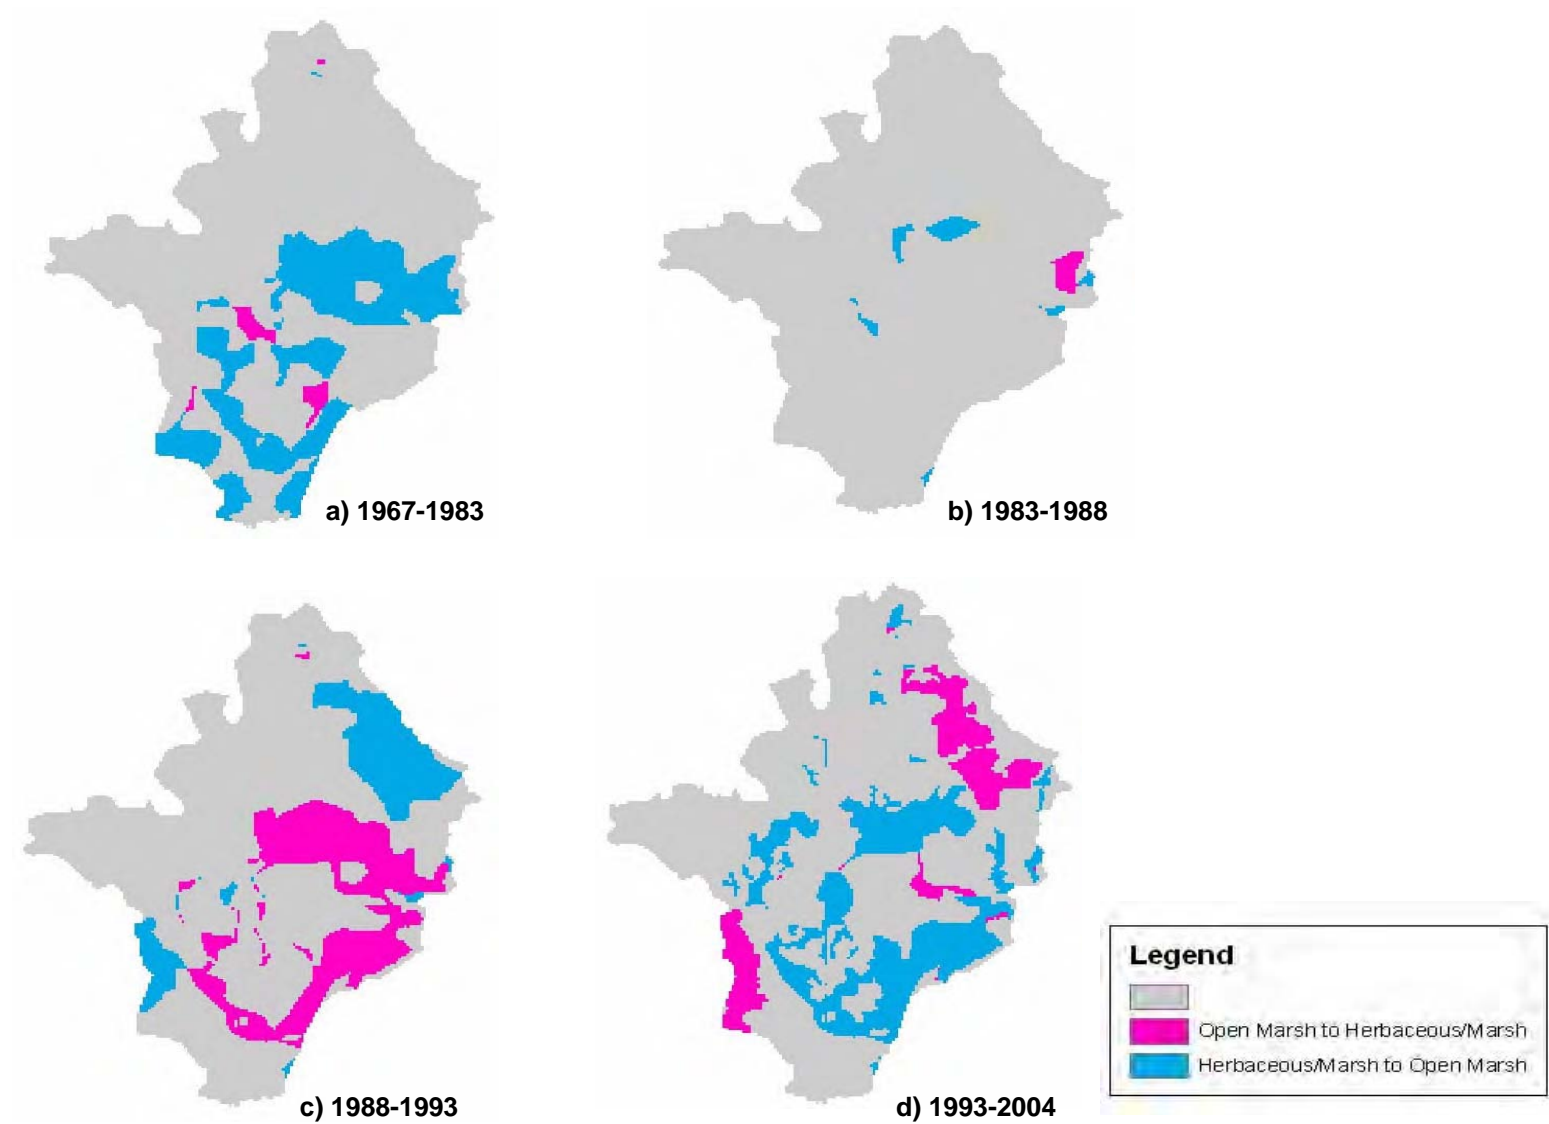 a) 1967-1983
b) 1983-1988
c) 1988-1993
d) 1993-2004
Legend
Open Marsh to Herbaceous/Marsh
Herbaceous/Marsh to Open Marsh